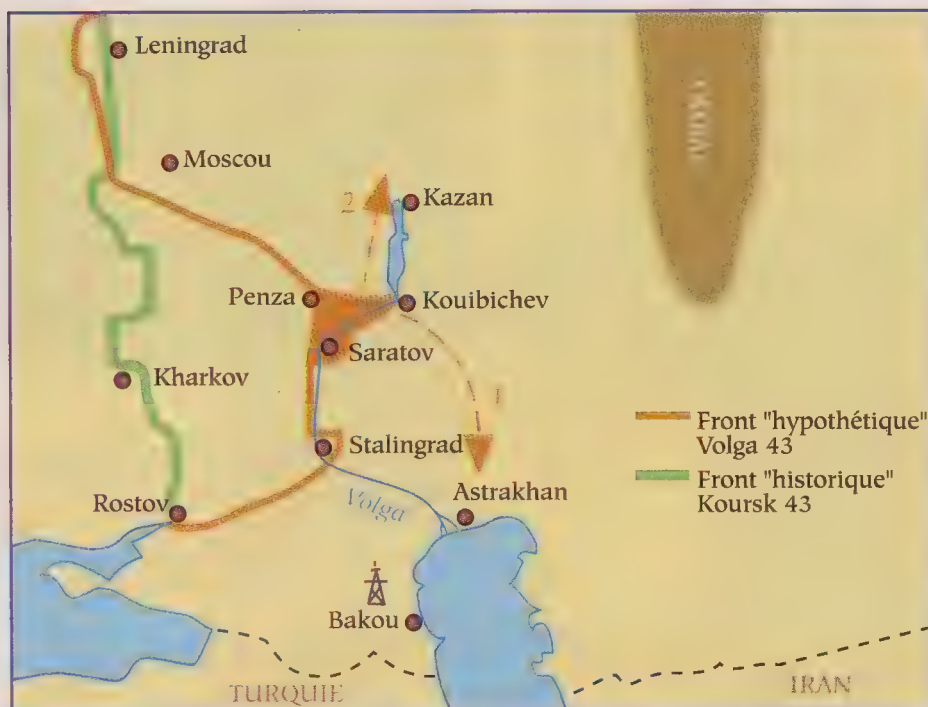 Leningrad
Moscou
Kazan
2
Penza
Kouibichev
Saratov
Kharkov
1
Front "hypothétique"
Volga 43
Stalingrad
Front "historique"
Koursk 43
Rostov
Volga
Astrakhan
Bakou
TURQUIE
IRAN